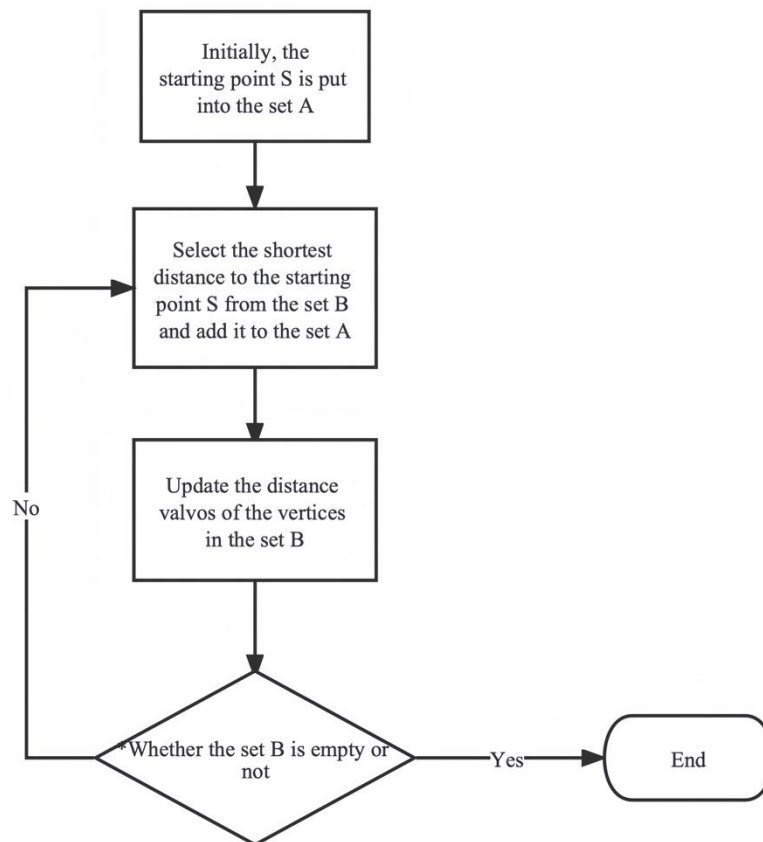 Initially, the
starting point S is put
into the set A
Select the shortest
distance to the starting
point S from the set B
and add it to the set A
Update the distance
valvos of the vertices
in the set B
No
*Whether the set B is empty or
not
Yes
End